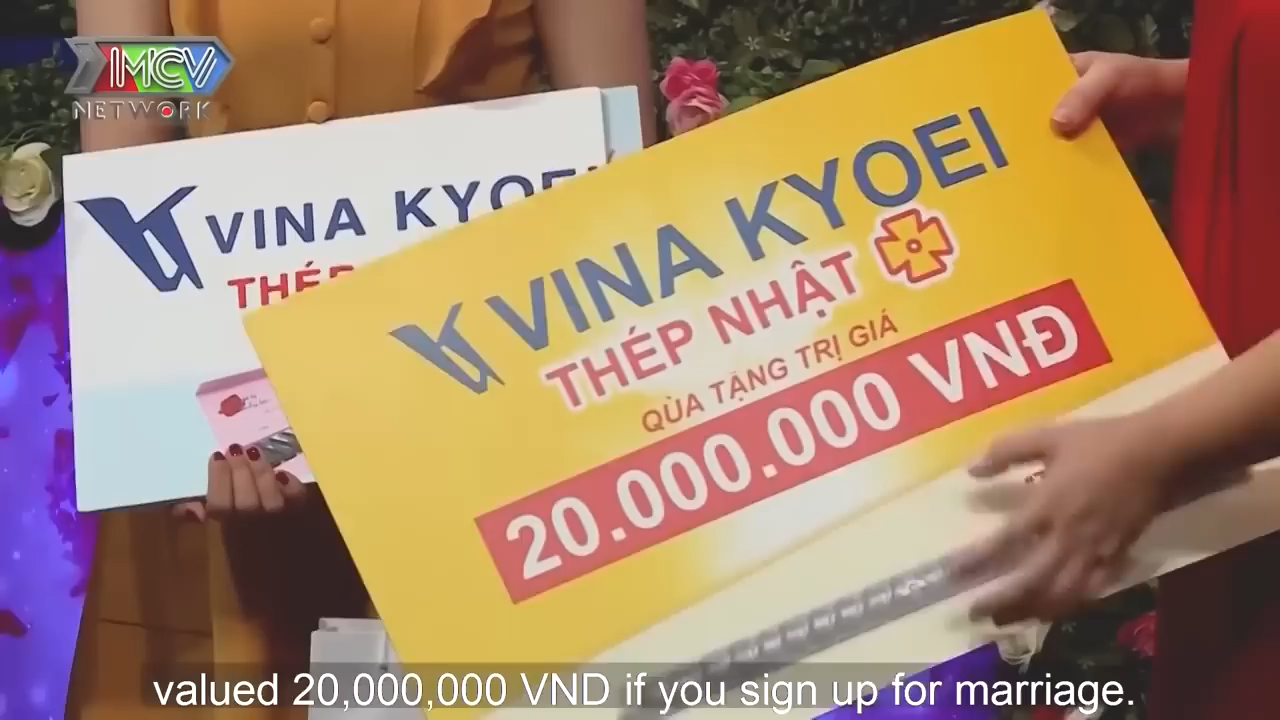 MCV
NETWORK
VINA KYOEI
THÉP
VINA KYOEI
THÉP NHẬT
QÙA TẶNG TRỊ GIÁ
20.000.000 VNĐ
valued 20,000,000 VND if you sign up for marriage.